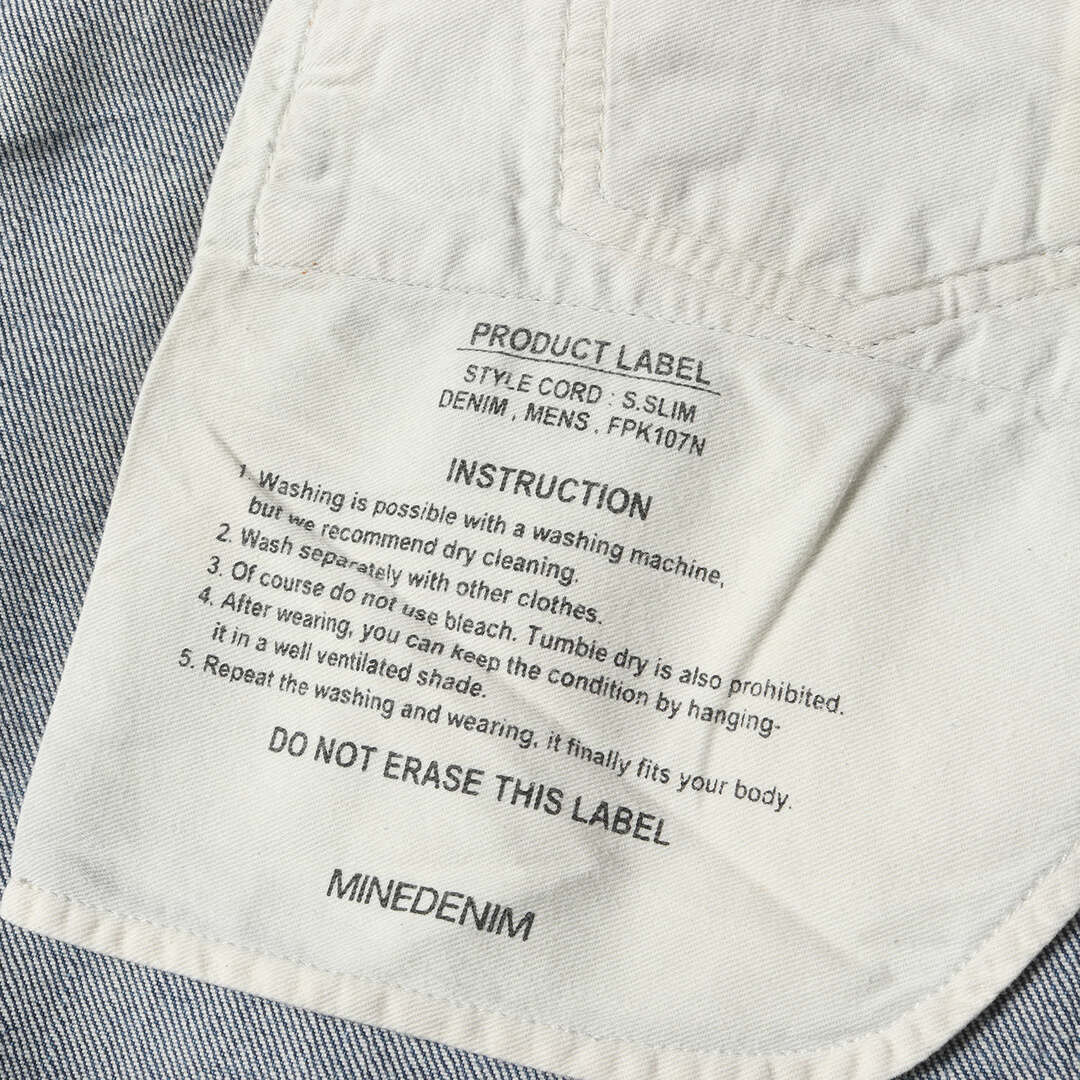 PRODUCT LABEL
STYLE CORD : S.SLIM
DENIM , MENS . FPK107N
INSTRUCTION
1. Washing is possible with a washing machine,
but we recommend dry cleaning.
2. Wash separately with other clothes.
3. Of course do not use bleach. Tumbie dry is also prohibited.
4. After wearing, you can keep the condition by hanging-
it in a well ventilated shade.
5. Repeat the washing and wearing, it finally fits your body.
DO NOT ERASE THIS LABEL
MINEDENIM